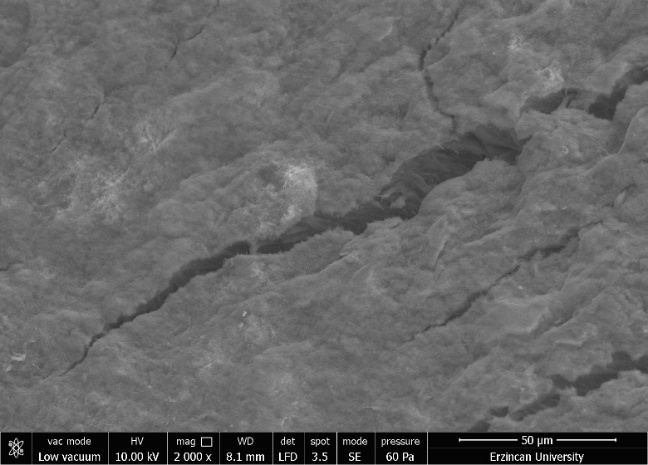 vac mode HV mag WD det spot mode pressure 50 µm
Low vacuum 10.00 kV 2 000 x 8.1 mm LFD 3.5 SE 60 Pa Erzincan University